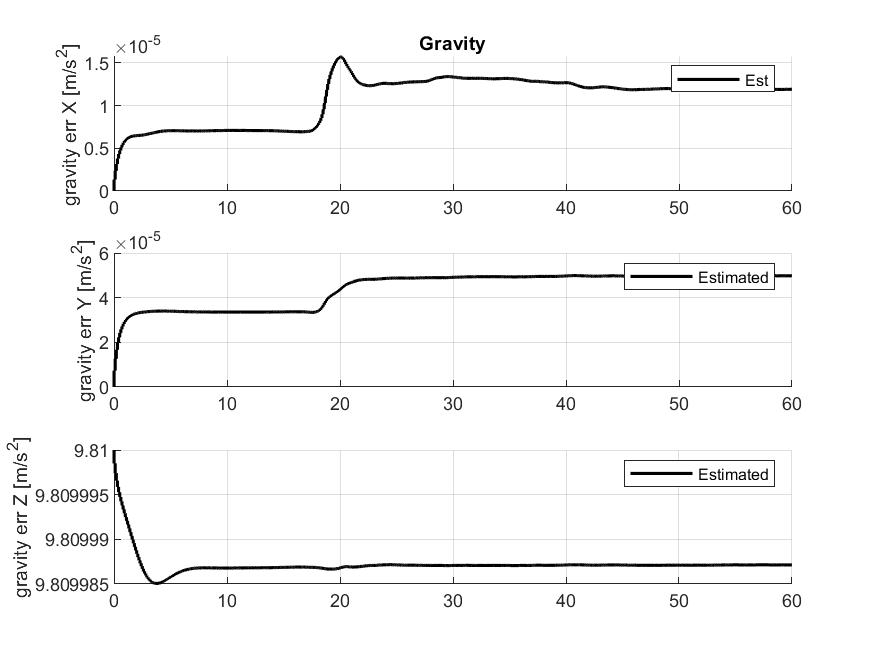 Gravity
×10-5
gravity err X [m/s2]
1.5
1
0.5
0
Est
0 10 20 30 40 50 60
×10-5
gravity err Y [m/s2]
6
4
2
0
Estimated
0 10 20 30 40 50 60
gravity err Z [m/s2]
9.81
9.809995
9.80999
9.809985
Estimated
0 10 20 30 40 50 60